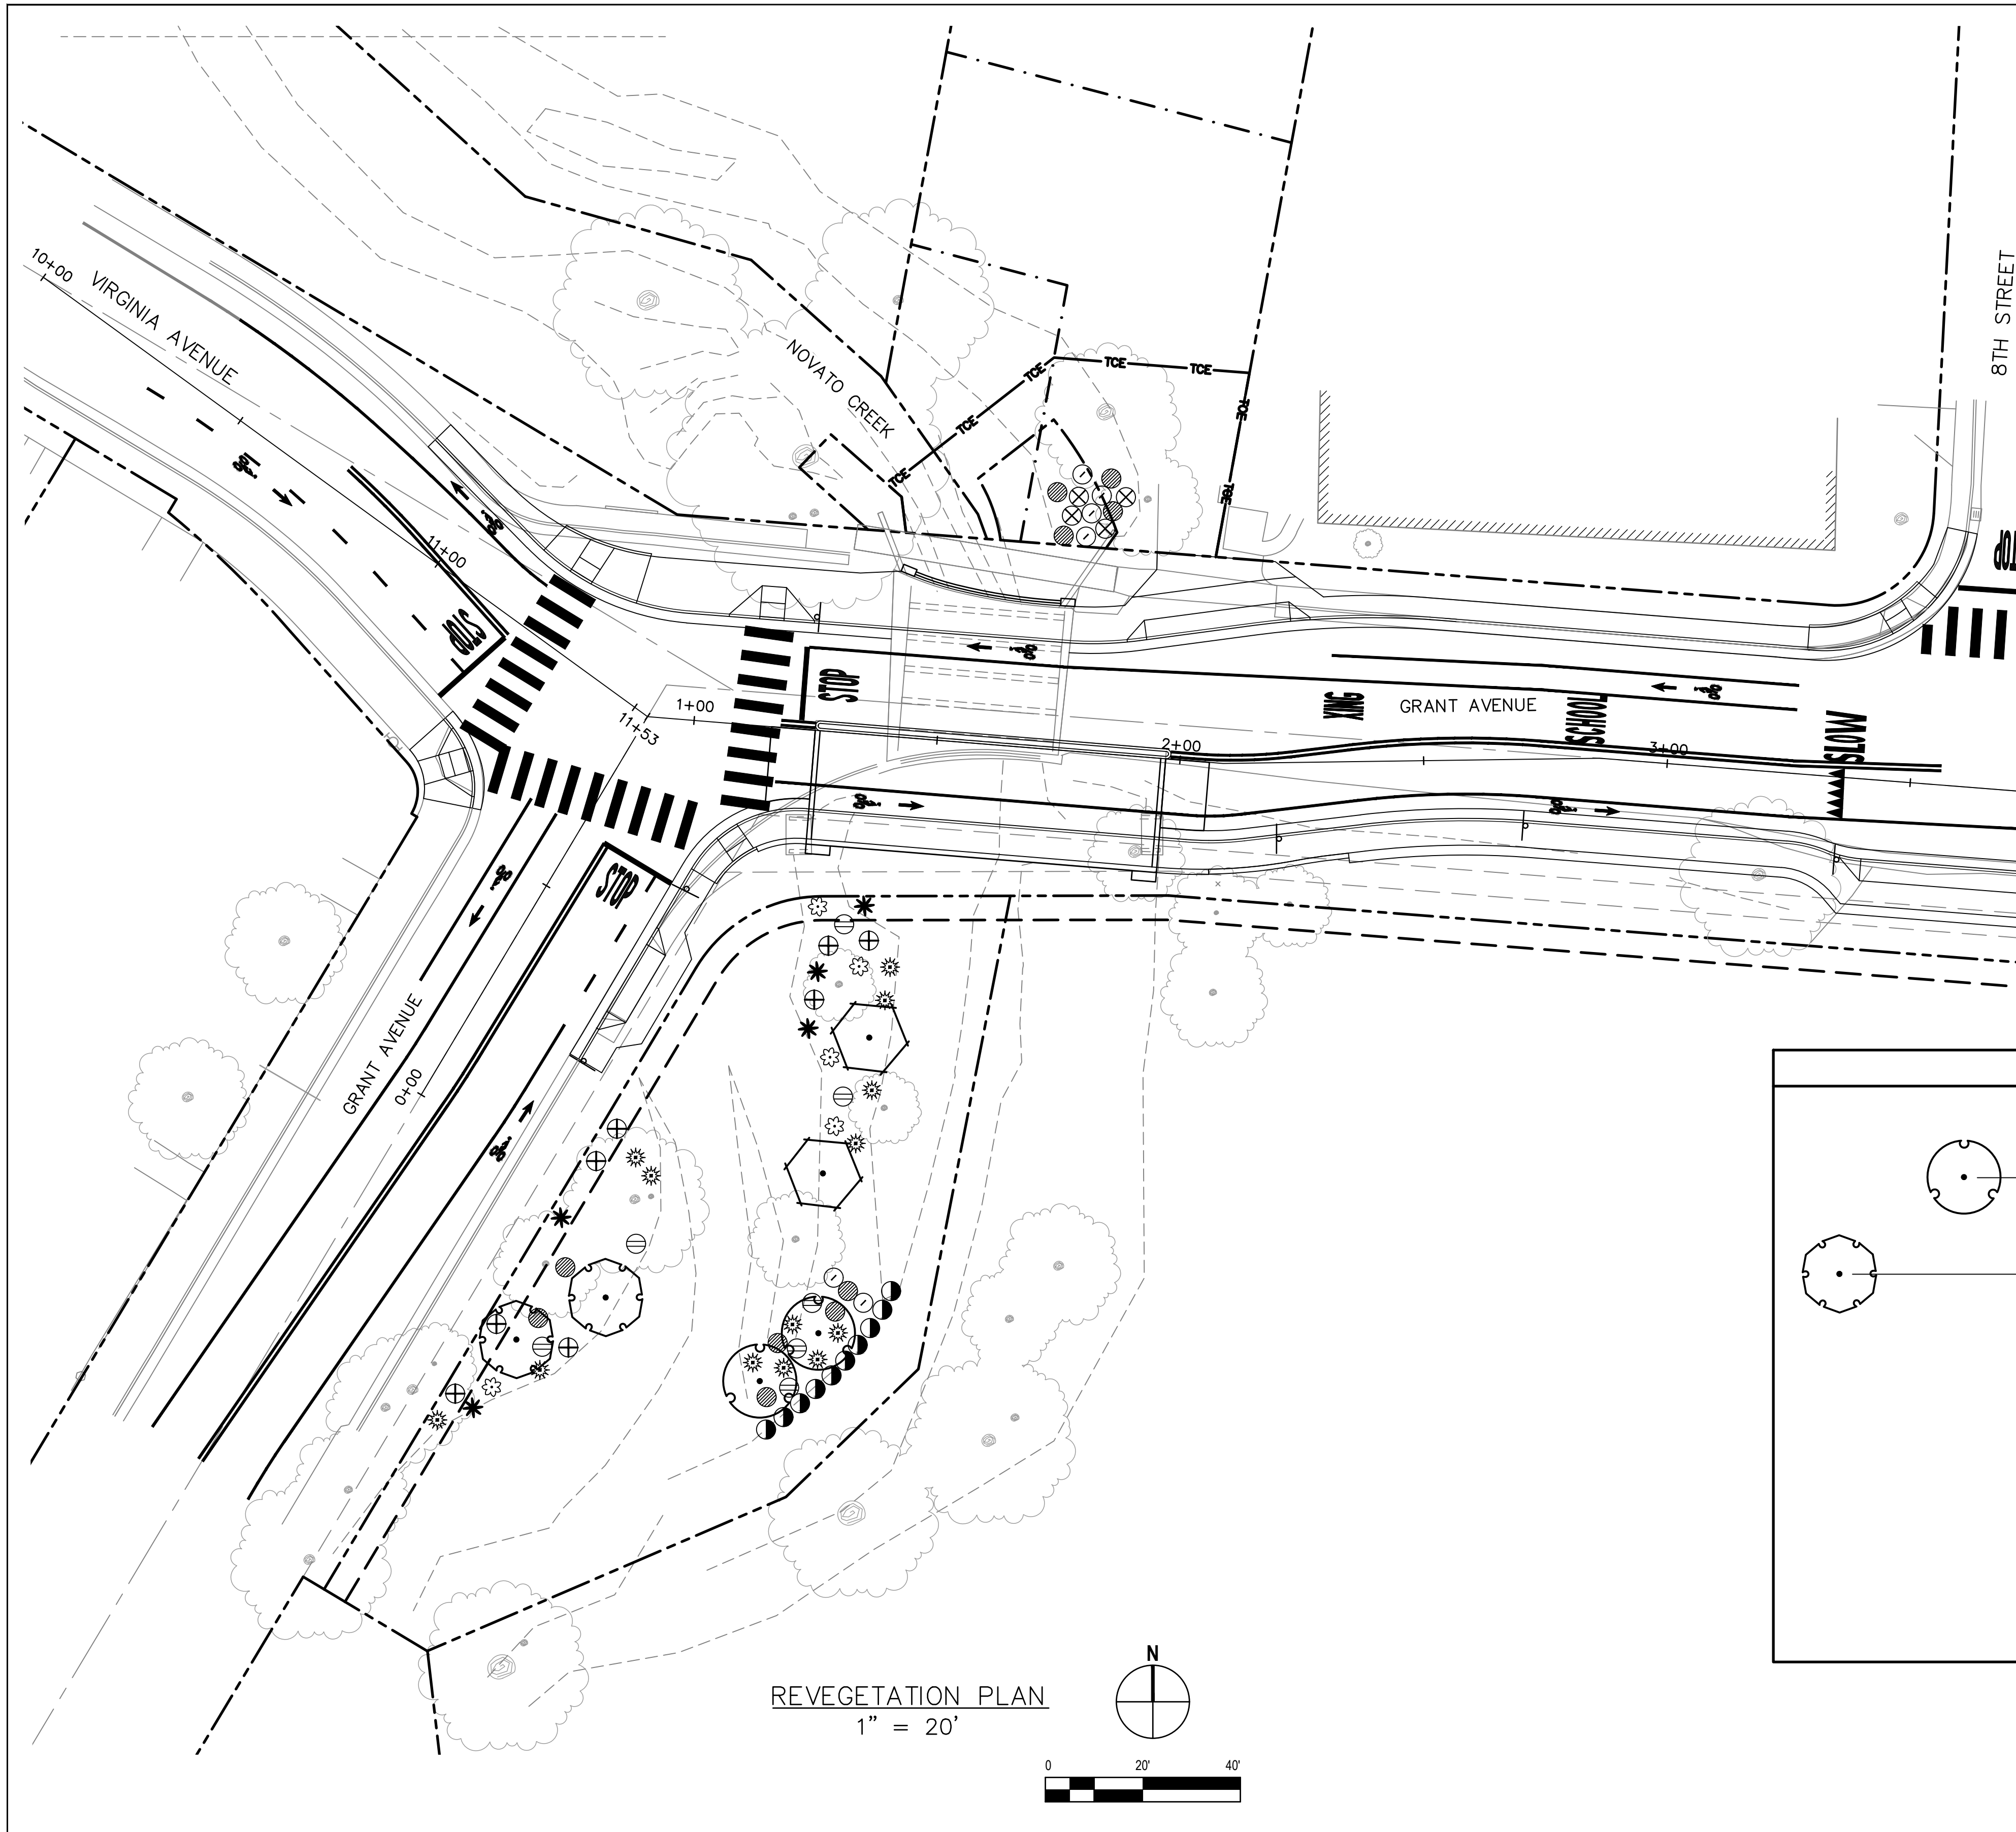 8TH STREET
10+00
VIRGINIA AVENUE
NOVATO CREEK
TCE
TCE
TCE
TCE
TCE
TCE
TCE
11+00
STOP
STOP
11+53
1+00
STOP
XING
GRANT AVENUE
SCHOOL
SLOW
2+00
3+00
STOP
GRANT AVENUE
0+00
N
REVEGETATION PLAN
1" = 20'
0 20' 40'